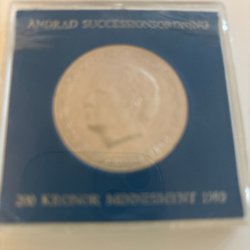 ÄNDRAD SUCCESSIONSORDNING
200 KRONOR MINNESMYNT 1980